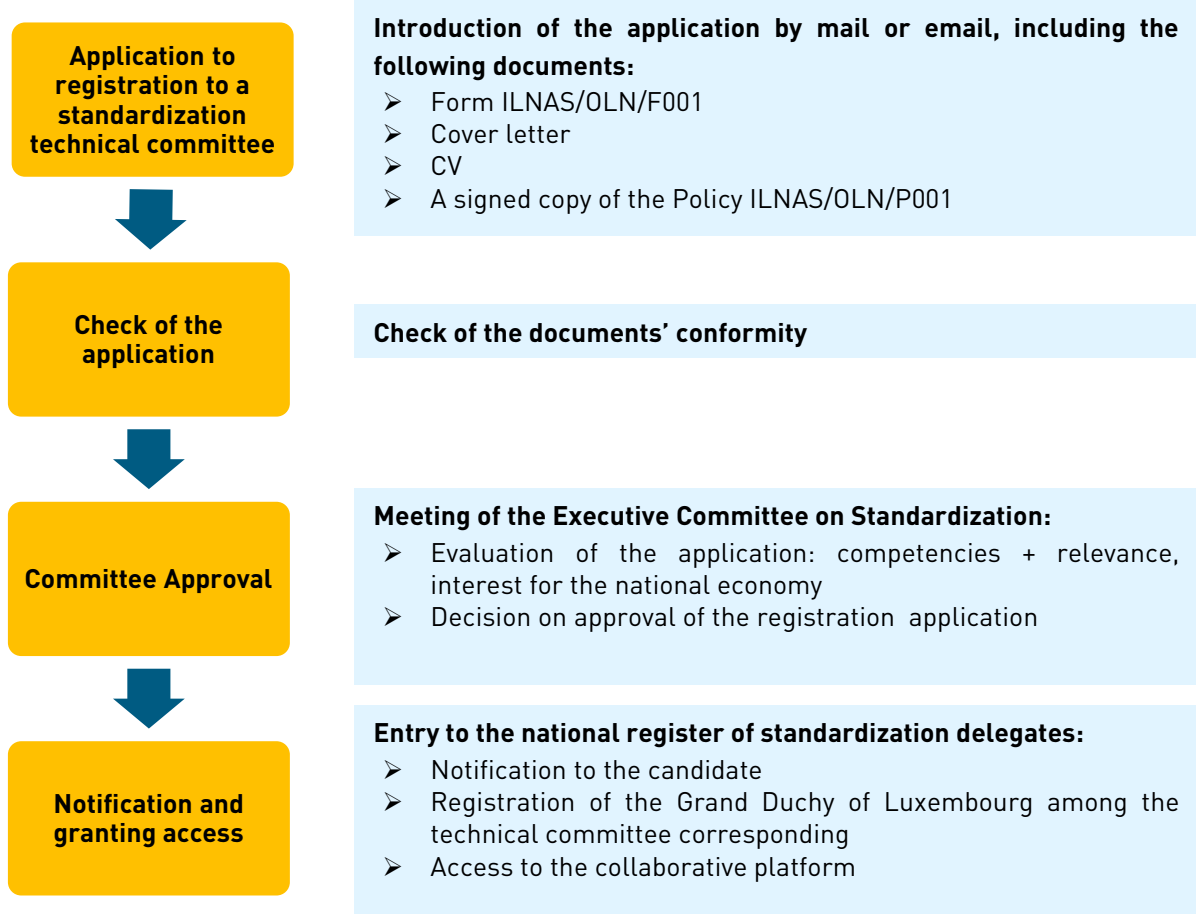 Application to
registration to a
standardization
technical committee
Introduction of the application by mail or email, including the
following documents:
➢ Form ILNAS/OLN/F001
➢ Cover letter
➢ CV
➢ A signed copy of the Policy ILNAS/OLN/P001
Check of the
application
Check of the documents’ conformity
Committee Approval
Meeting of the Executive Committee on Standardization:
➢ Evaluation of the application: competencies + relevance,
interest for the national economy
➢ Decision on approval of the registration application
Notification and
granting access
Entry to the national register of standardization delegates:
➢ Notification to the candidate
➢ Registration of the Grand Duchy of Luxembourg among the
technical committee corresponding
➢ Access to the collaborative platform